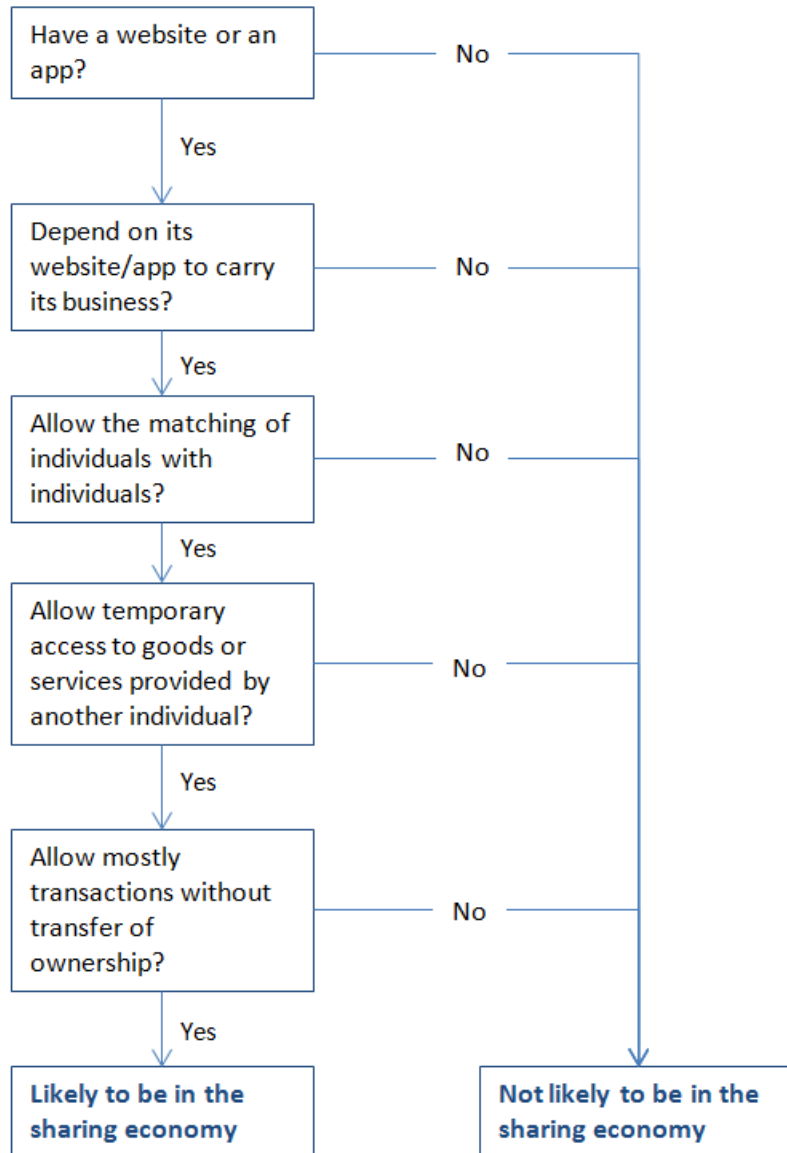 Have a website or an
app?
No
Yes
Depend on its
website/app to carry
its business?
No
Yes
Allow the matching of
individuals with
individuals?
No
Yes
Allow temporary
access to goods or
services provided by
another individual?
No
Yes
Allow mostly
transactions without
transfer of
ownership?
No
Yes
Likely to be in the
sharing economy
Not likely to be in the
sharing economy